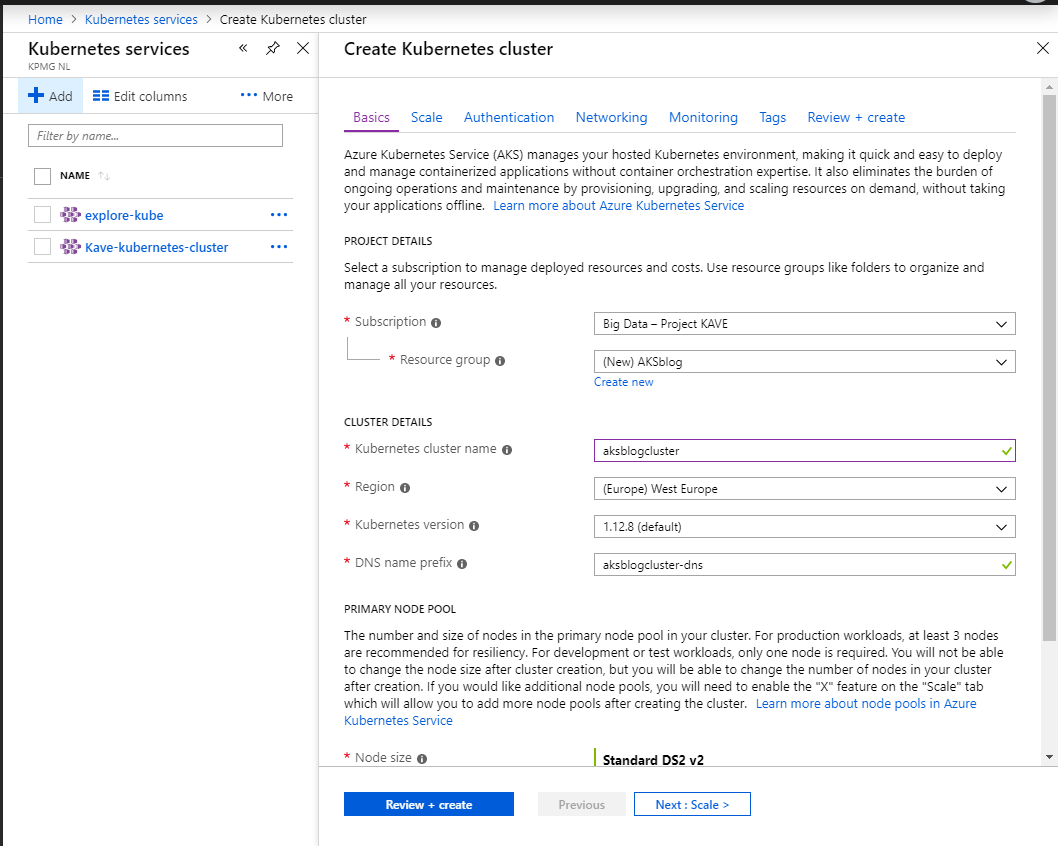 Home > Kubernetes services > Create Kubernetes cluster
Kubernetes services
KPMG NL
Add Edit columns More
Filter by name...
NAME
explore-kube
Kave-kubernetes-cluster
Create Kubernetes cluster
Basics Scale Authentication Networking Monitoring Tags Review + create
Azure Kubernetes Service (AKS) manages your hosted Kubernetes environment, making it quick and easy to deploy
and manage containerized applications without container orchestration expertise. It also eliminates the burden of
ongoing operations and maintenance by provisioning, upgrading, and scaling resources on demand, without taking
your applications offline. Learn more about Azure Kubernetes Service
PROJECT DETAILS
Select a subscription to manage deployed resources and costs. Use resource groups like folders to organize and
manage all your resources.
* Subscription Big Data – Project KAVE
* Resource group (New) AKSblog
Create new
CLUSTER DETAILS
* Kubernetes cluster name aksblogcluster
* Region (Europe) West Europe
* Kubernetes version 1.12.8 (default)
* DNS name prefix aksblogcluster-dns
PRIMARY NODE POOL
The number and size of nodes in the primary node pool in your cluster. For production workloads, at least 3 nodes
are recommended for resiliency. For development or test workloads, only one node is required. You will not be able
to change the node size after cluster creation, but you will be able to change the number of nodes in your cluster
after creation. If you would like additional node pools, you will need to enable the "X" feature on the "Scale" tab
which will allow you to add more node pools after creating the cluster. Learn more about node pools in Azure
Kubernetes Service
* Node size Standard DS2 v2
Review + create Previous Next : Scale >